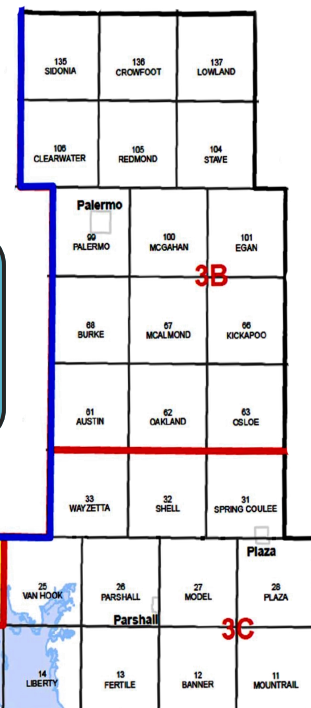 135
SIDONIA
136
CROWFOOT
137
LOWLAND
106
CLEARWATER
105
REDMOND
104
STAVE
Palermo
99
PALERMO
100
MCGAHAN
101
EGAN
3B
68
BURKE
67
MCALMOND
66
KICKAPOO
61
AUSTIN
62
OAKLAND
63
OSLOE
33
WAYZETTA
32
SHELL
31
SPRING COULEE
Plaza
25
VAN HOOK
26
PARSHALL
27
MODEL
28
PLAZA
Parshall
3C
14
LIBERTY
13
FERTILE
12
BANNER
11
MOUNTRAIL